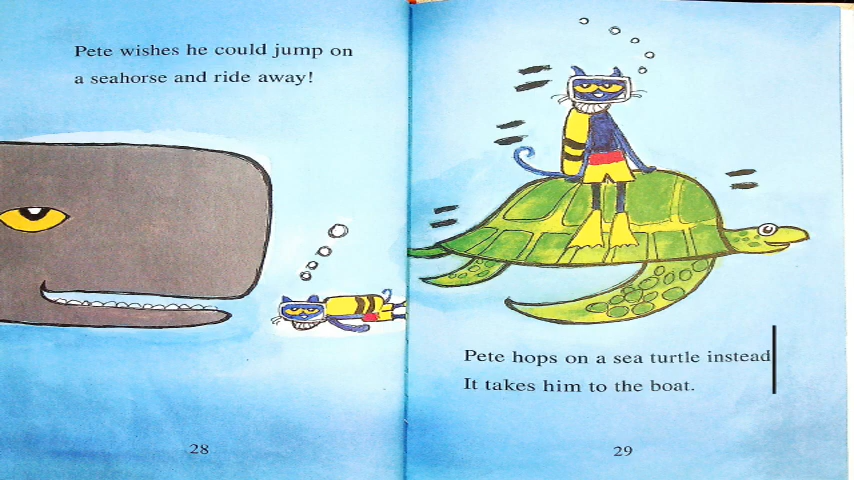 Pete wishes he could jump on
a seahorse and ride away!
28
Pete hops on a sea turtle instead
It takes him to the boat.
29